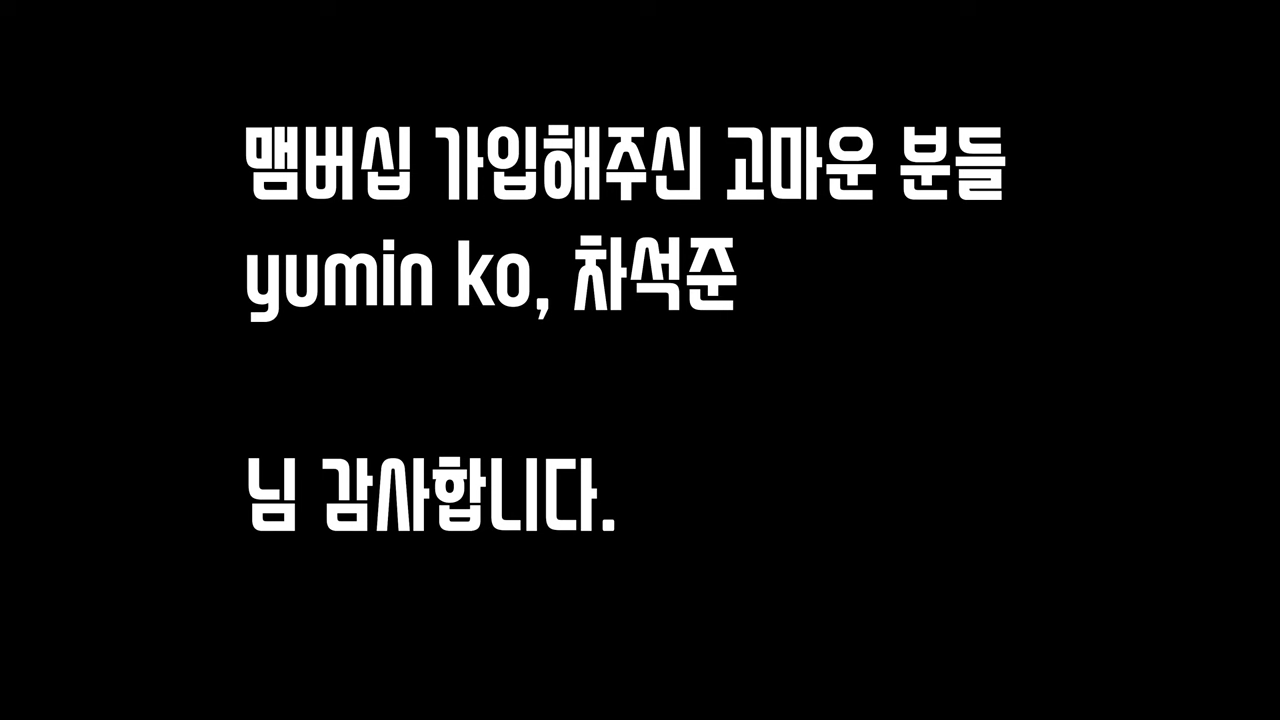 맴버십 가입해주신 고마운 분들
yumin ko, 차석준
님 감사합니다.